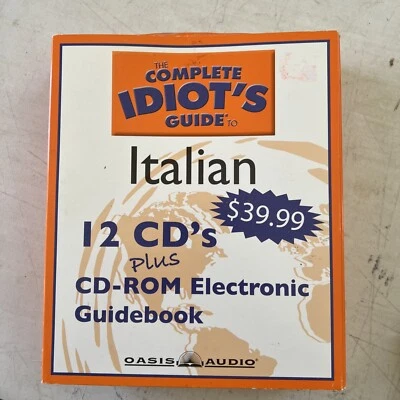 THE
COMPLETE
IDIOT'S
GUIDE TO
Italian
$39.99
12 CD's
plus
CD-ROM Electronic
Guidebook
OASIS AUDIO